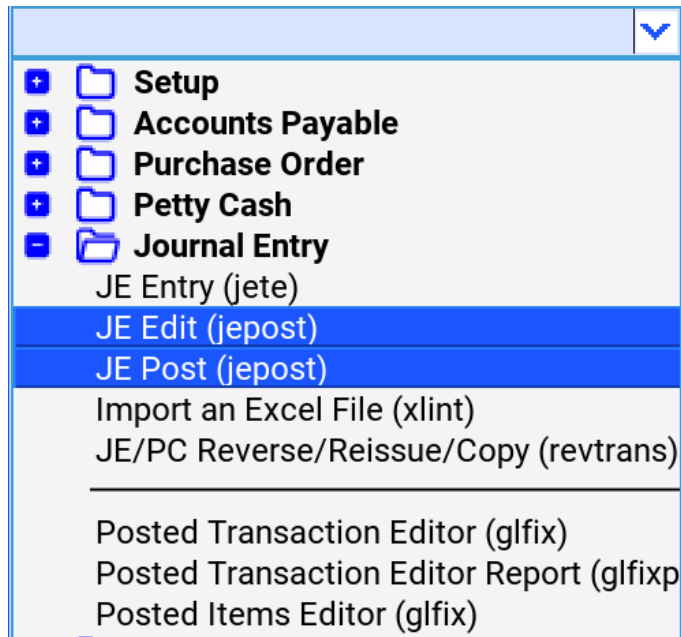 Setup
Accounts Payable
Purchase Order
Petty Cash
Journal Entry
JE Entry (jete)
JE Edit (jepost)
JE Post (jepost)
Import an Excel File (xlint)
JE/PC Reverse/Reissue/Copy (revtrans)
Posted Transaction Editor (glfix)
Posted Transaction Editor Report (glfixp
Posted Items Editor (glfix)